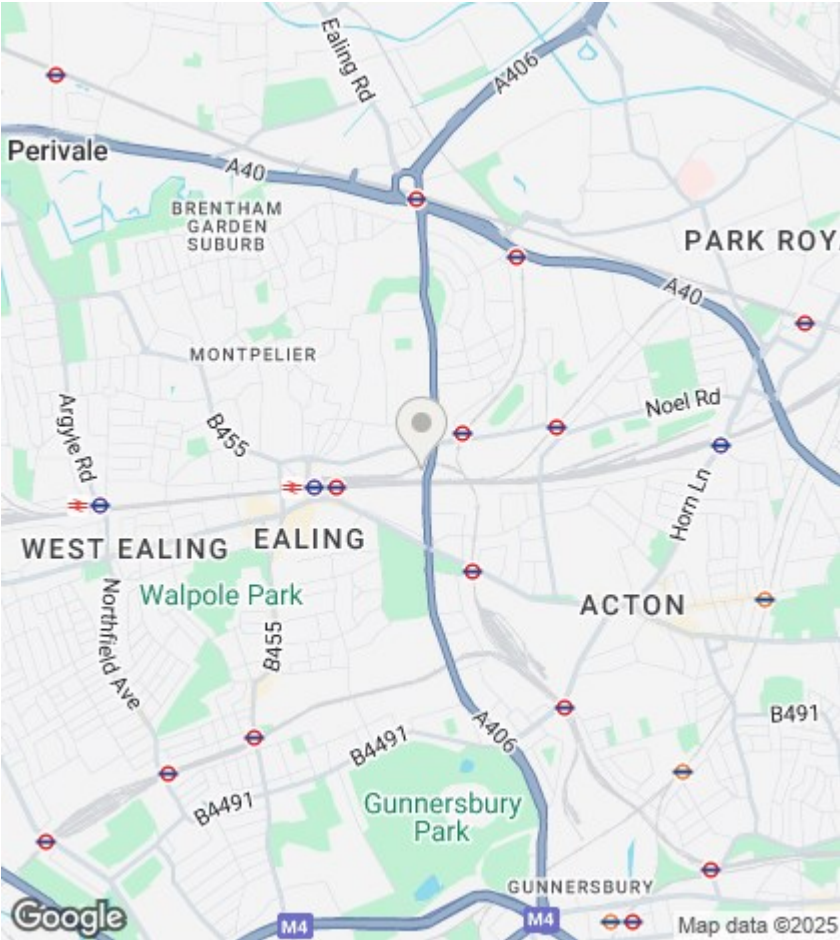 Ealing Rd
A406
Perivale
A40
BRENTHAM
GARDEN
SUBURB
PARK ROY
A40
MONTPELIER
Argyle Rd
B455
Noel Rd
Horn Ln
WEST EALING
EALING
Walpole Park
ACTON
Northfield Ave
B455
B491
A406
B4491
B4491
Gunnersbury
Park
GUNNERSBURY
Google
M4
M4
Map data ©2025